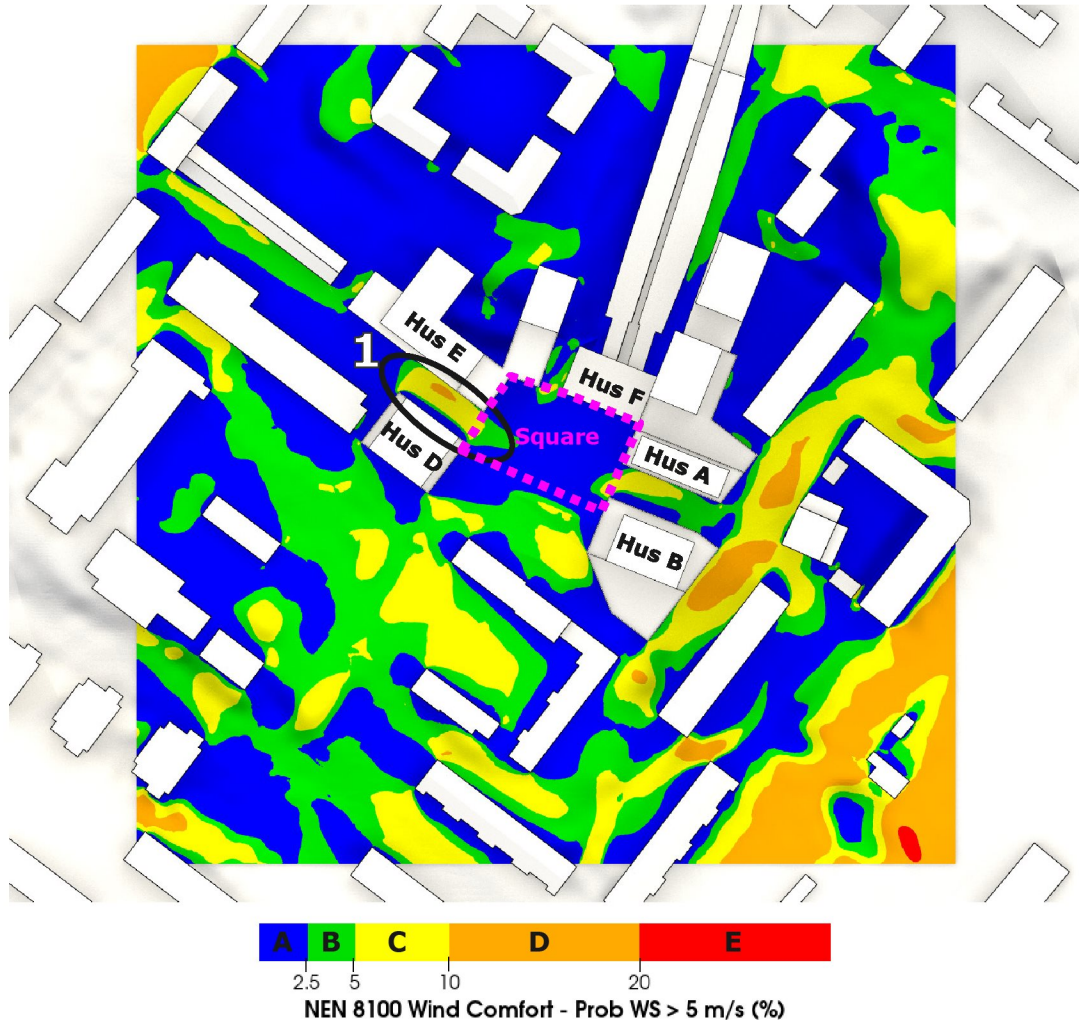 Hus E
1
Hus F
Hus D
Square
Hus A
Hus B
A B C D E
2.5 5 10 20
NEN 8100 Wind Comfort - Prob WS > 5 m/s (%)